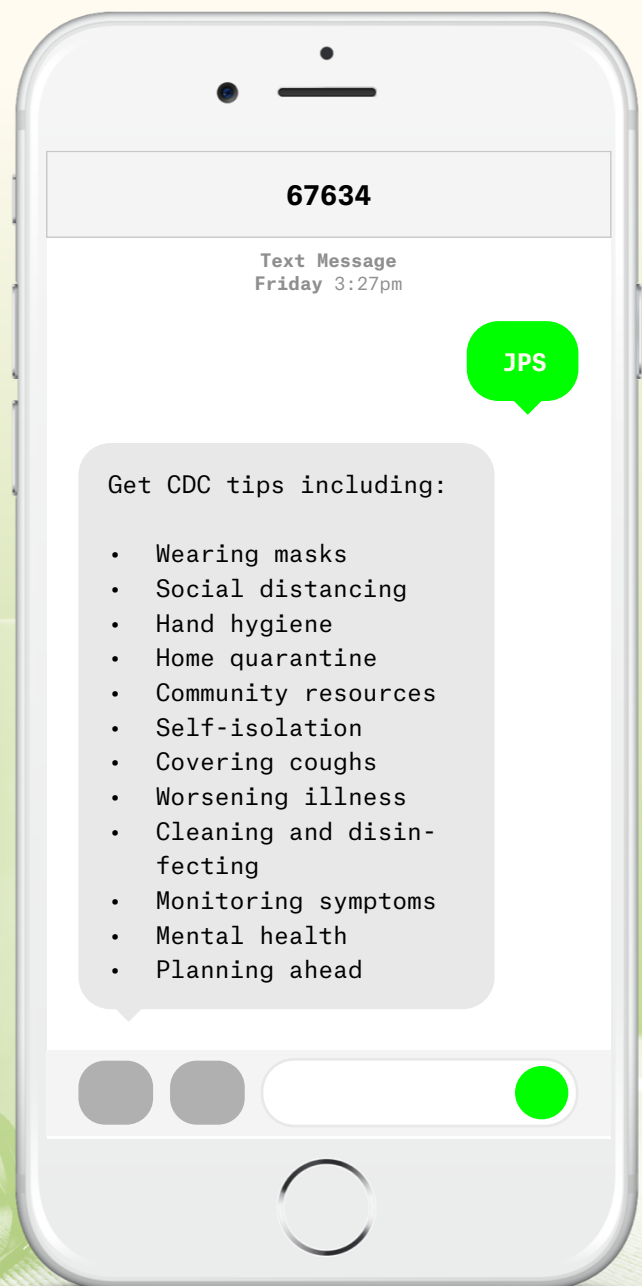 67634
Text Message
Friday 3:27pm
JPS
Get CDC tips including:
• Wearing masks
• Social distancing
• Hand hygiene
• Home quarantine
• Community resources
• Self-isolation
• Covering coughs
• Worsening illness
• Cleaning and disin-
fecting
• Monitoring symptoms
• Mental health
• Planning ahead